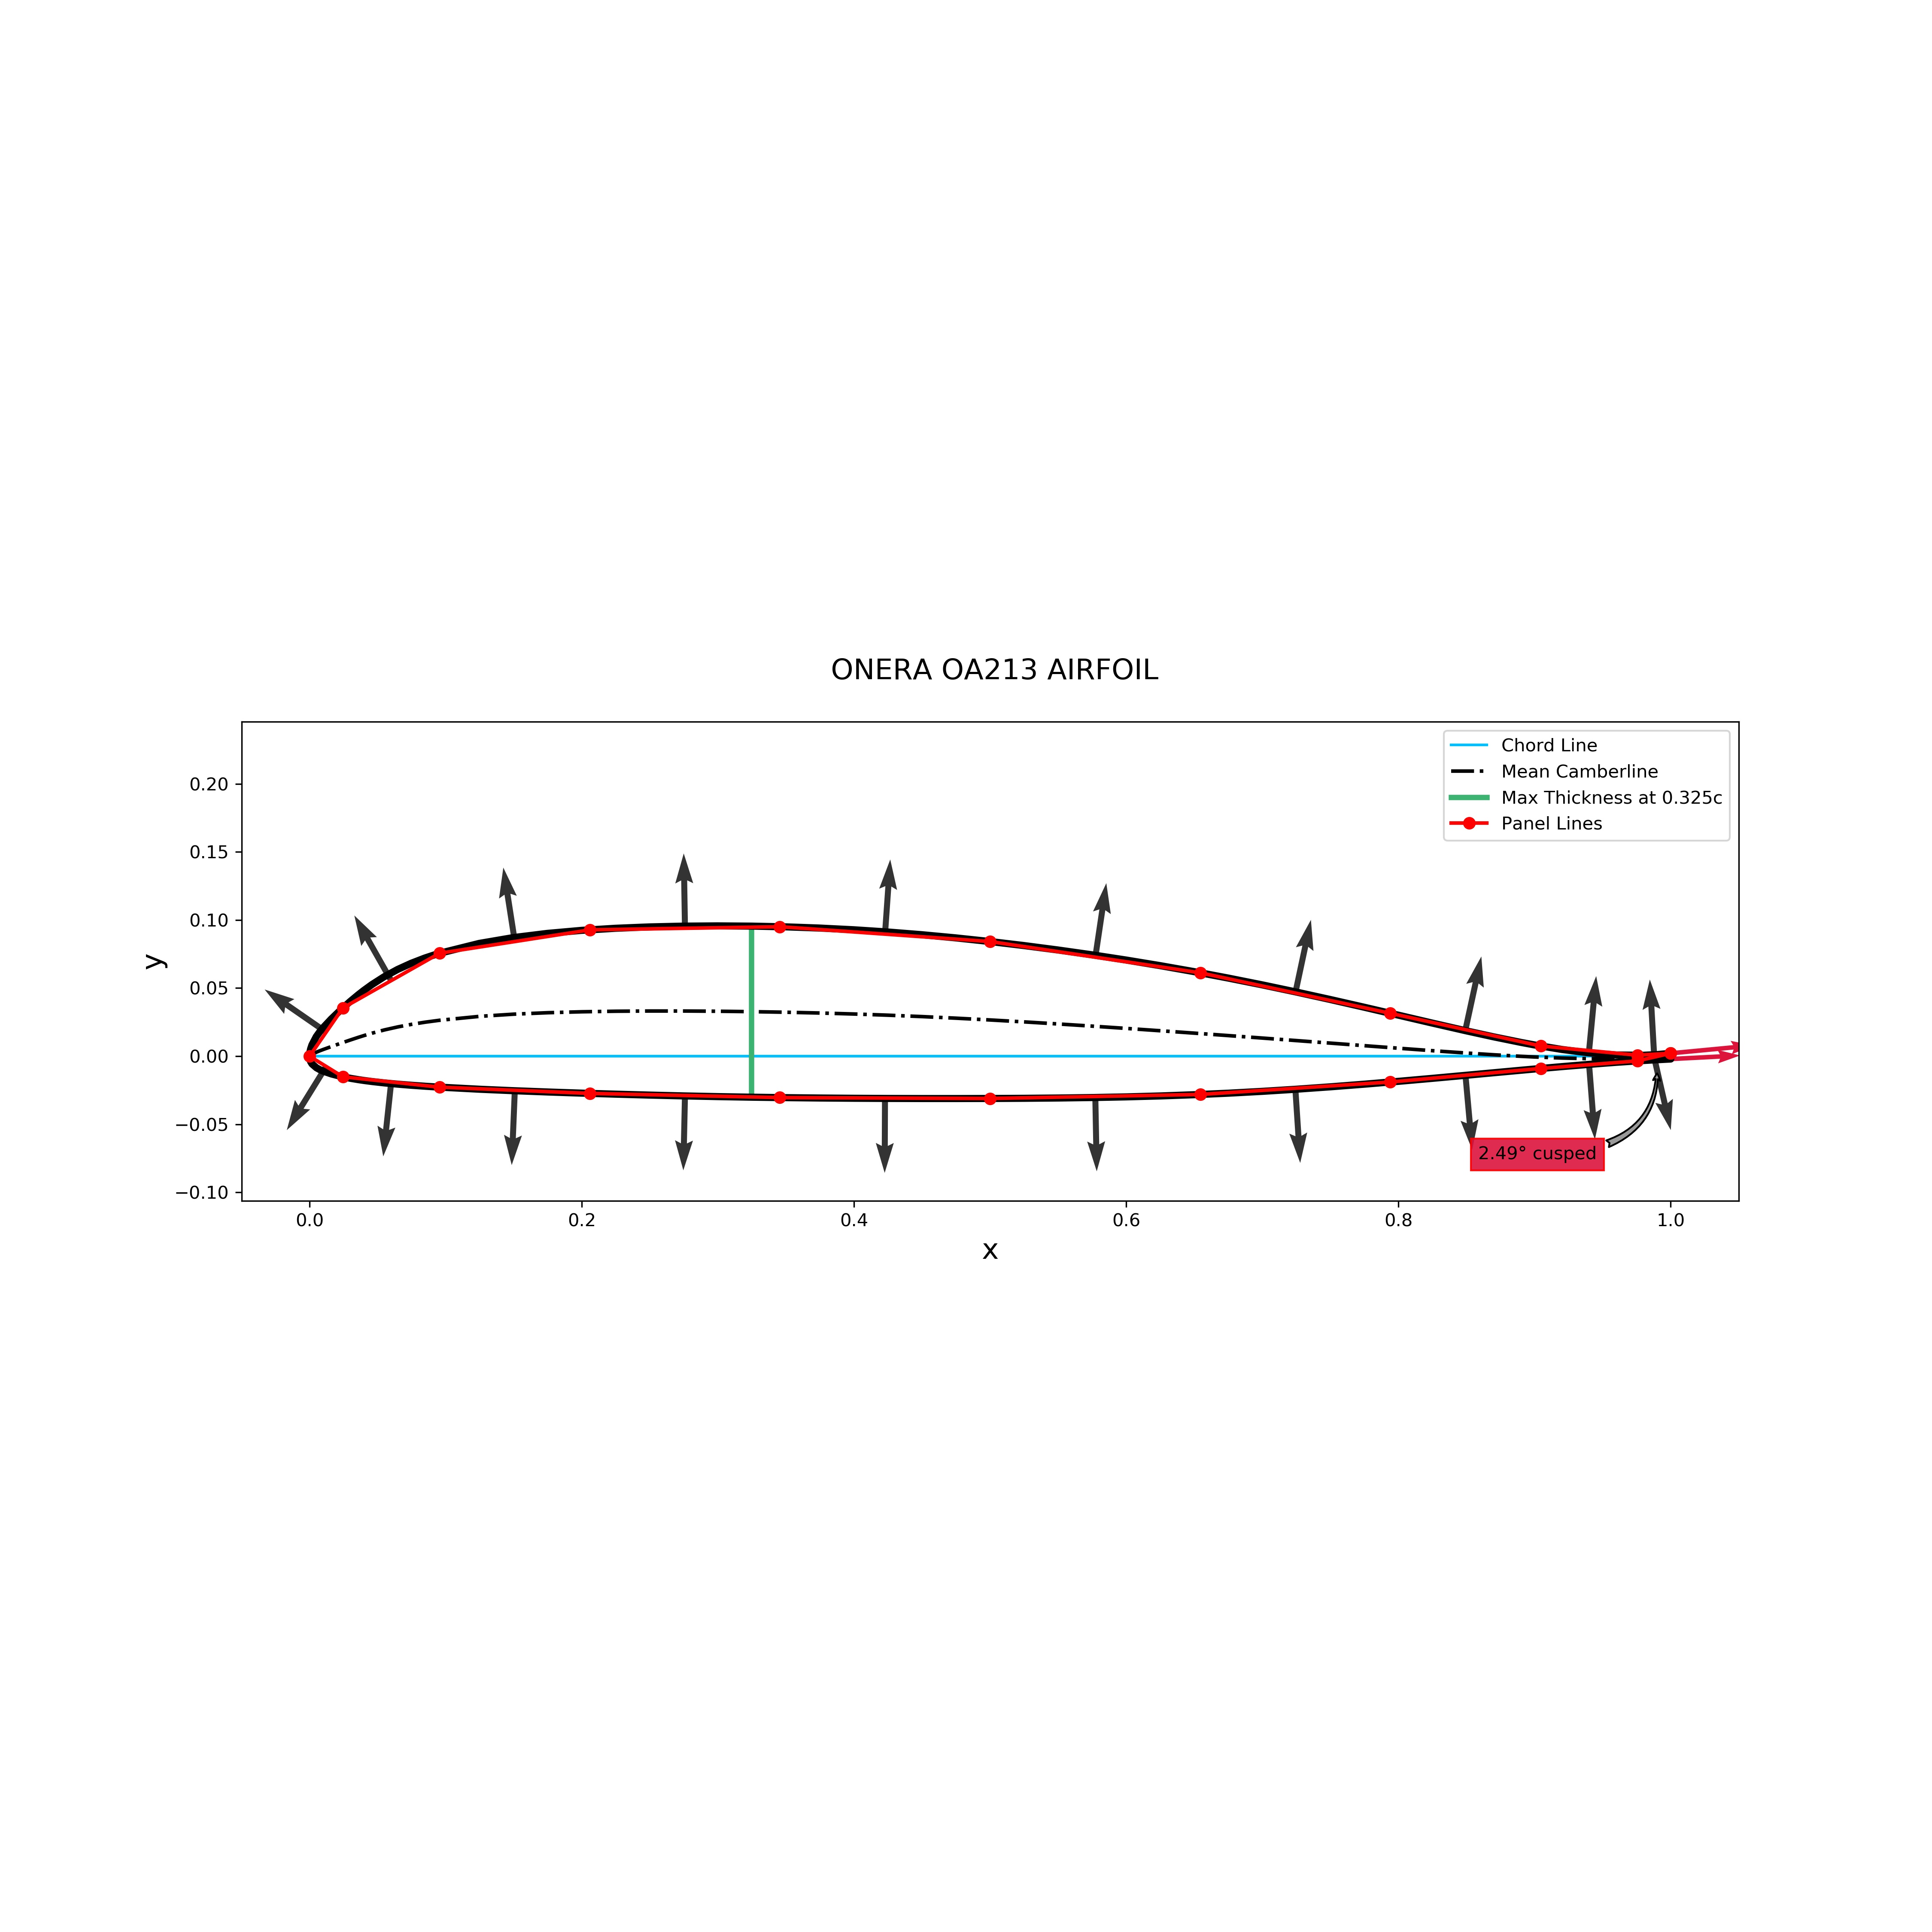 ONERA OA213 AIRFOIL
Chord Line
Mean Camberline
Max Thickness at 0.325c
Panel Lines
0.20
0.15
0.10
0.05
0.00
−0.05
−0.10
y
2.49° cusped
0.0 0.2 0.4 0.6 0.8 1.0
x